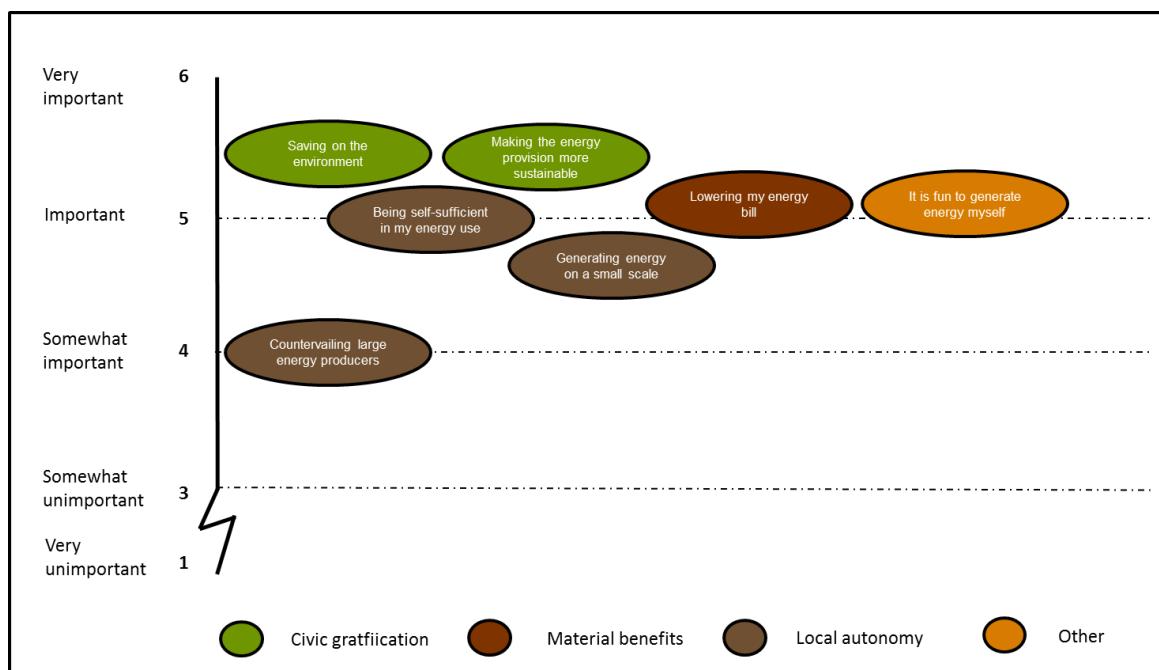 Very
important
6
Saving on the
environment
Making the energy
provision more
sustainable
Lowering my energy
bill
It is fun to generate
energy myself
Important
5
Being self-sufficient
in my energy use
Generating energy
on a small scale
Somewhat
important
4
Countervailing large
energy producers
Somewhat
unimportant
3
Very
unimportant
1
Civic gratfiication
Material benefits
Local autonomy
Other